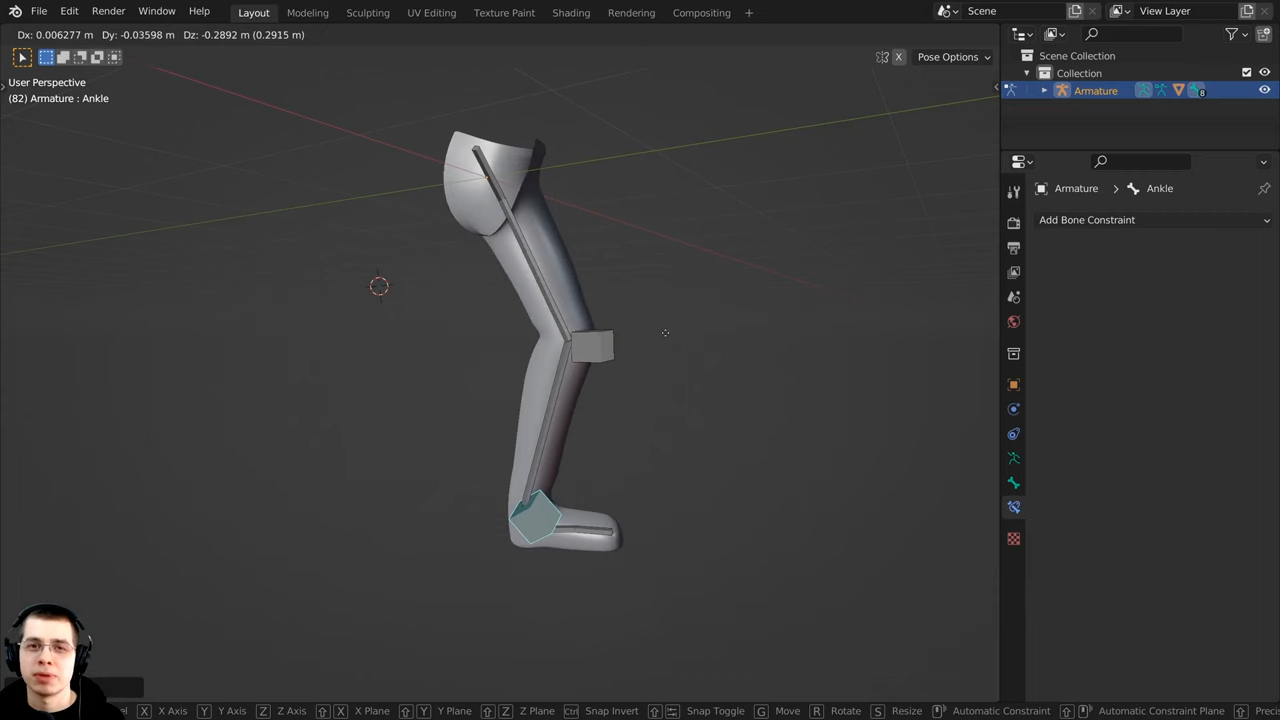 File Edit Render Window Help Layout Modeling Sculpting UV Editing Texture Paint Shading Rendering Compositing + Scene View Layer
Dx: 0.006277 m Dy: -0.03598 m Dz: -0.2892 m (0.2915 m)
X Pose Options
Scene Collection
Collection
Armature 8
User Perspective
(82) Armature : Ankle
Armature > Ankle
Add Bone Constraint
X X Axis Y Y Axis Z Z Axis X X Plane Y Y Plane Z Z Plane Ctrl Snap Invert Snap Toggle G Move R Rotate S Resize Automatic Constraint Automatic Constraint Plane